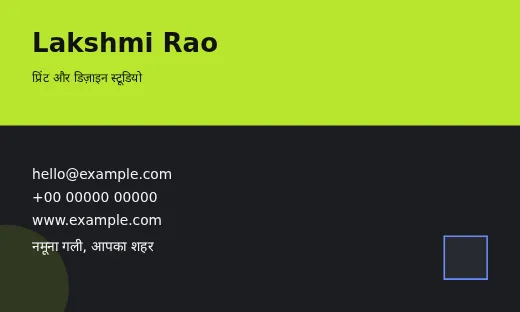 Lakshmi Rao
प्रिंट और डिज़ाइन स्टूडियो
hello@example.com
+00 00000 00000
www.example.com
नमूना गली, आपका शहर